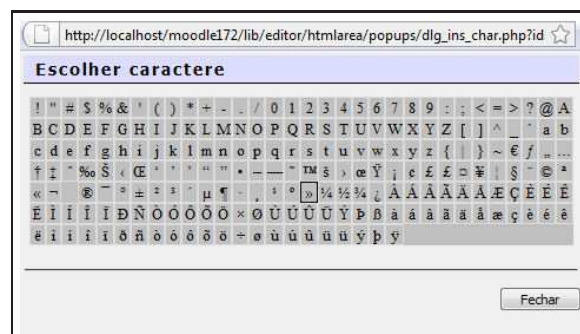 http://localhost/moodle172/lib/editor/htmlarea/popups/dlg_ins_char.php?id
Escolher caractere
! " # $ % & ' ( ) * + - . / 0 1 2 3 4 5 6 7 8 9 : ; < = > ? @ A
B C D E F G H I J K L M N O P Q R S T U V W X Y Z [ ] ^ _ ` a b
c d e f g h i j k l m n o p q r s t u v w x y z { | } ~ € ƒ „ …
† ‡ ˆ ‰ Š ‹ Œ ‘ ’ “ ” • – — ˜ ™ š › œ Ÿ ¡ ¢ £ £ ¤ ¥ ¦ § ¨ © ª
« ¬ ® ¯ ° ± ² ³ ´ µ ¶ · ¸ ¹ º » ¼ ½ ¾ ¿ À Á Â Ã Ä Å Æ Ç È É Ê
Ë Ì Í Î Ï Ð Ñ Ò Ó Ô Õ Ö × Ø Ù Ú Û Ü Ý Þ ß à á â ã ä å æ ç è é ê
ë ì í î ï ð ñ ò ó ô õ ö ÷ ø ù ú û ü ý þ ÿ
Fechar